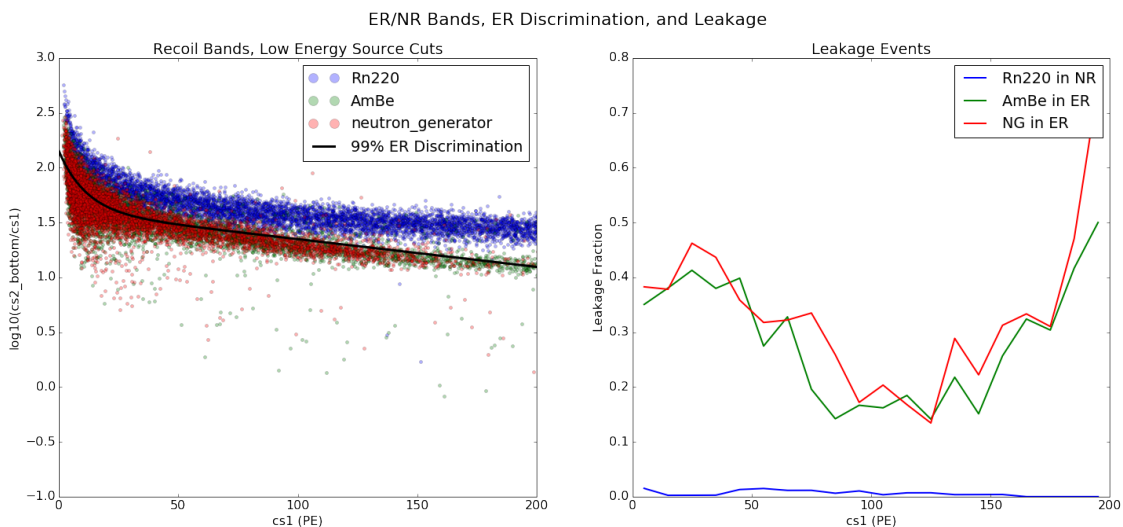 ER/NR Bands, ER Discrimination, and Leakage
Recoil Bands, Low Energy Source Cuts
3.0
2.5
2.0
1.5
1.0
0.5
0.0
−0.5
−1.0
log10(cs2_bottom/cs1)
0
50
100
150
200
cs1 (PE)
Rn220
AmBe
neutron_generator
99% ER Discrimination
Leakage Events
0.8
0.7
0.6
0.5
0.4
0.3
0.2
0.1
0.0
Leakage Fraction
0
50
100
150
200
cs1 (PE)
Rn220 in NR
AmBe in ER
NG in ER